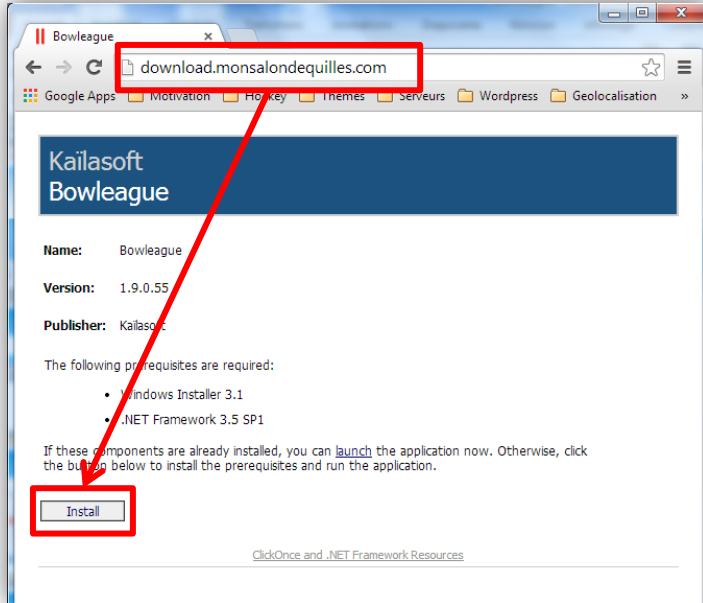 Bowleague
download.monsalondequilles.com
Google Apps Motivation Hockey Themes Serveurs Wordpress Geolocalisation »
Kaïlasoft
Bowleague
Name: Bowleague
Version: 1.9.0.55
Publisher: Kaïlasoft
The following prerequisites are required:
• Windows Installer 3.1
• .NET Framework 3.5 SP1
If these components are already installed, you can launch the application now. Otherwise, click
the button below to install the prerequisites and run the application.
Install
ClickOnce and .NET Framework Resources